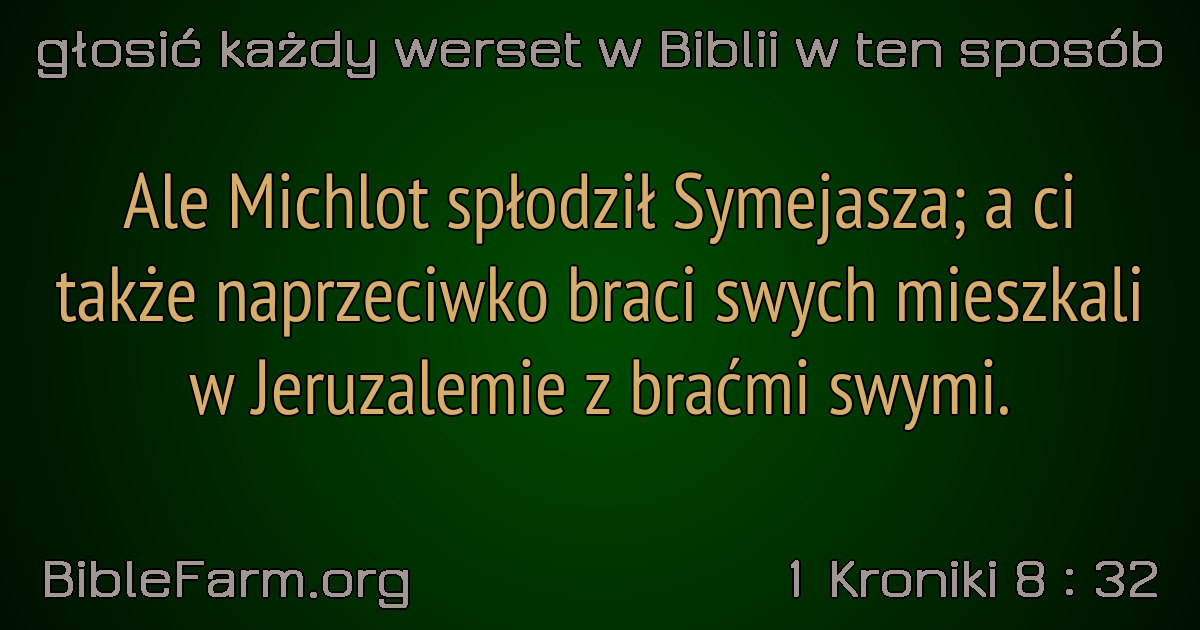 głosić każdy werset w Biblii w ten sposób
Ale Michlot spłodził Symejasza; a ci
także naprzeciwko braci swych mieszkali
w Jeruzalemie z braćmi swymi.
BibleFarm.org
1 Kroniki 8 : 32